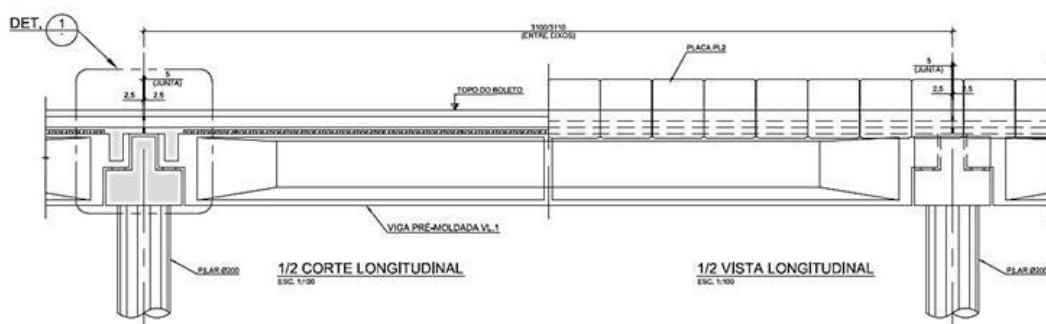 DET. 1
-
3100/3110
(ENTRE EIXOS)
PLACA PL2
5
(JUNTA)
2,5 2,5
TOPO DO BOLETO
5
(JUNTA)
2,5 2,5
VIGA PRÉ-MOLDADA VL.1
PILAR Ø200
1/2 CORTE LONGITUDINAL
ESC. 1:100
1/2 VISTA LONGITUDINAL
ESC. 1:100
PILAR Ø200